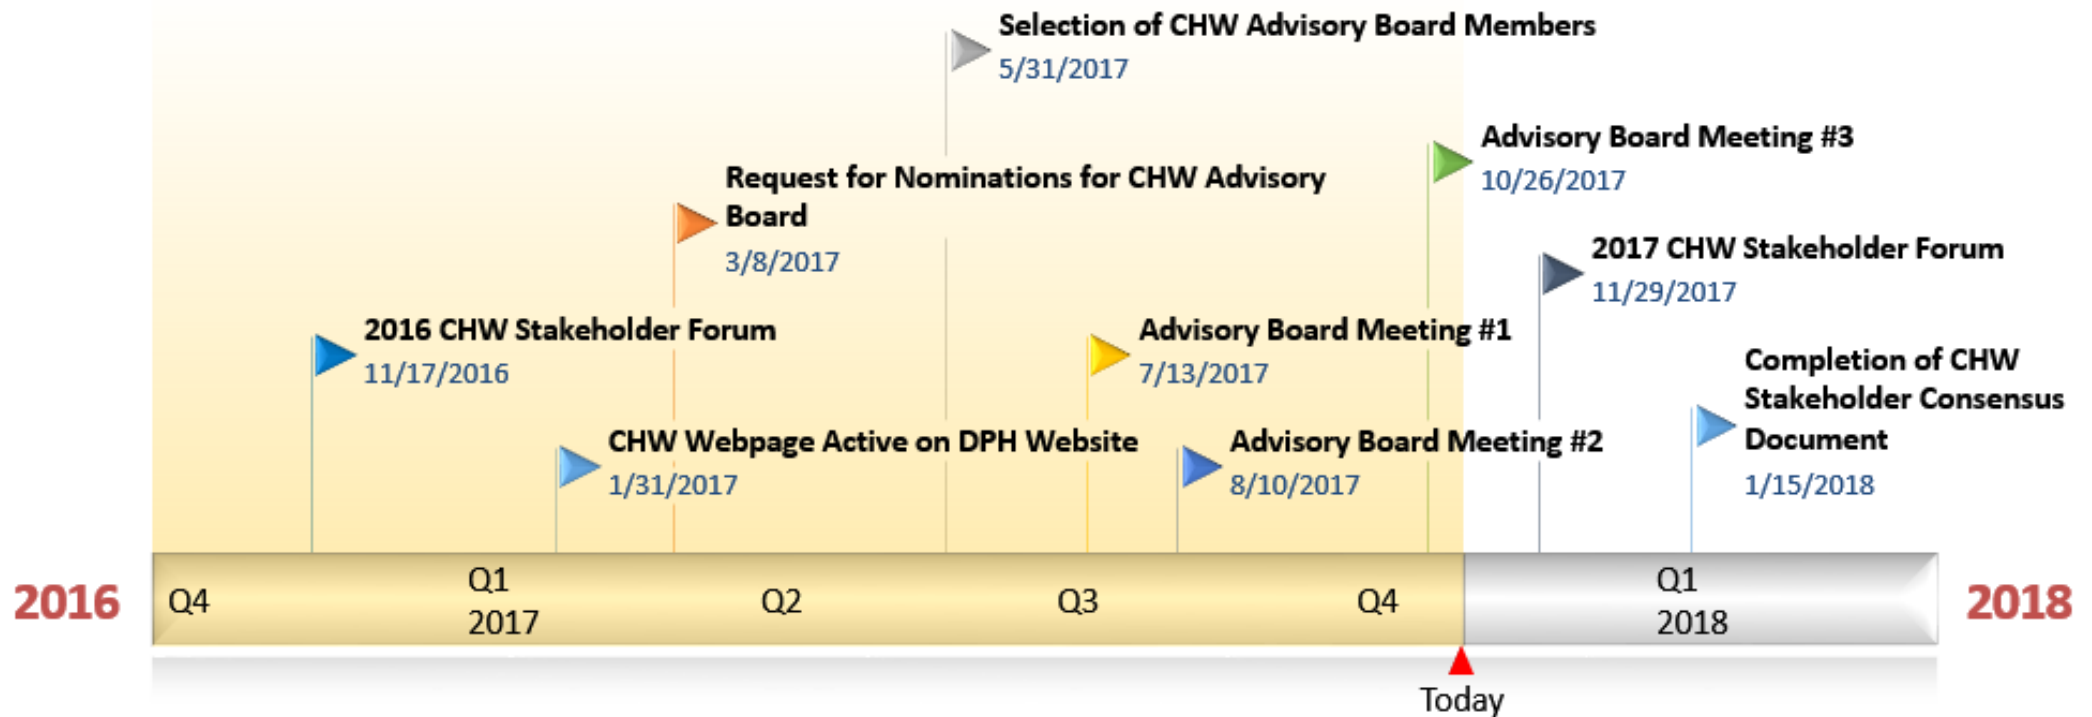 Selection of CHW Advisory Board Members
5/31/2017
Advisory Board Meeting #3
10/26/2017
Request for Nominations for CHW Advisory
Board
3/8/2017
2017 CHW Stakeholder Forum
11/29/2017
2016 CHW Stakeholder Forum
11/17/2016
Advisory Board Meeting #1
7/13/2017
Completion of CHW
Stakeholder Consensus
Document
1/15/2018
CHW Webpage Active on DPH Website
1/31/2017
Advisory Board Meeting #2
8/10/2017
2016
Q4
Q1
2017
Q2
Q3
Q4
Q1
2018
2018
Today